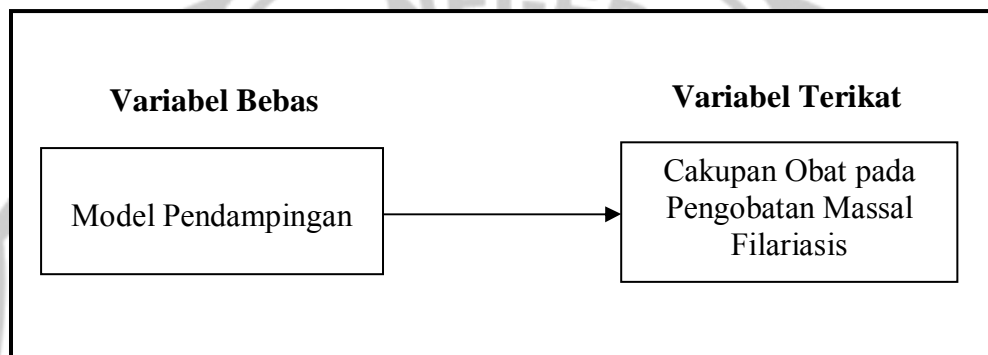 Variabel Bebas
Model Pendampingan
Variabel Terikat
Cakupan Obat pada
Pengobatan Massal
Filariasis